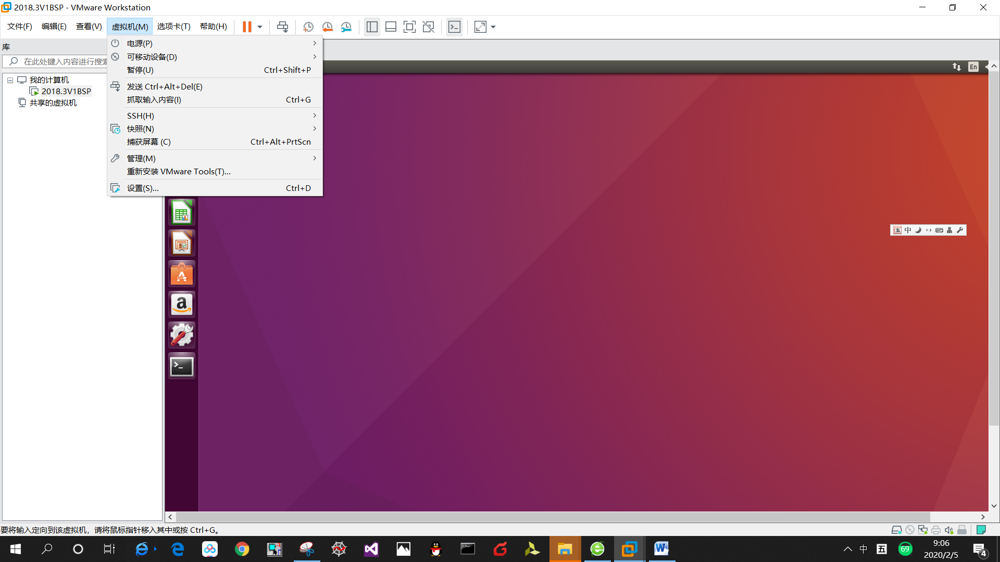 2018.3V1BSP - VMware Workstation
文件(F) 编辑(E) 查看(V) 虚拟机(M) 选项卡(T) 帮助(H)
库
在此处键入内容进行搜索
我的计算机
2018.3V1BSP
共享的虚拟机
电源(P)
可移动设备(D)
暂停(U) Ctrl+Shift+P
发送 Ctrl+Alt+Del(E)
抓取输入内容(I) Ctrl+G
SSH(H)
快照(N)
捕获屏幕 (C) Ctrl+Alt+PrtScn
管理(M)
重新安装 VMware Tools(T)...
设置(S)... Ctrl+D
En
五 中
要将输入定向到该虚拟机，请将鼠标指针移入其中或按 Ctrl+G。
中 五 69 9:06
2020/2/5
4